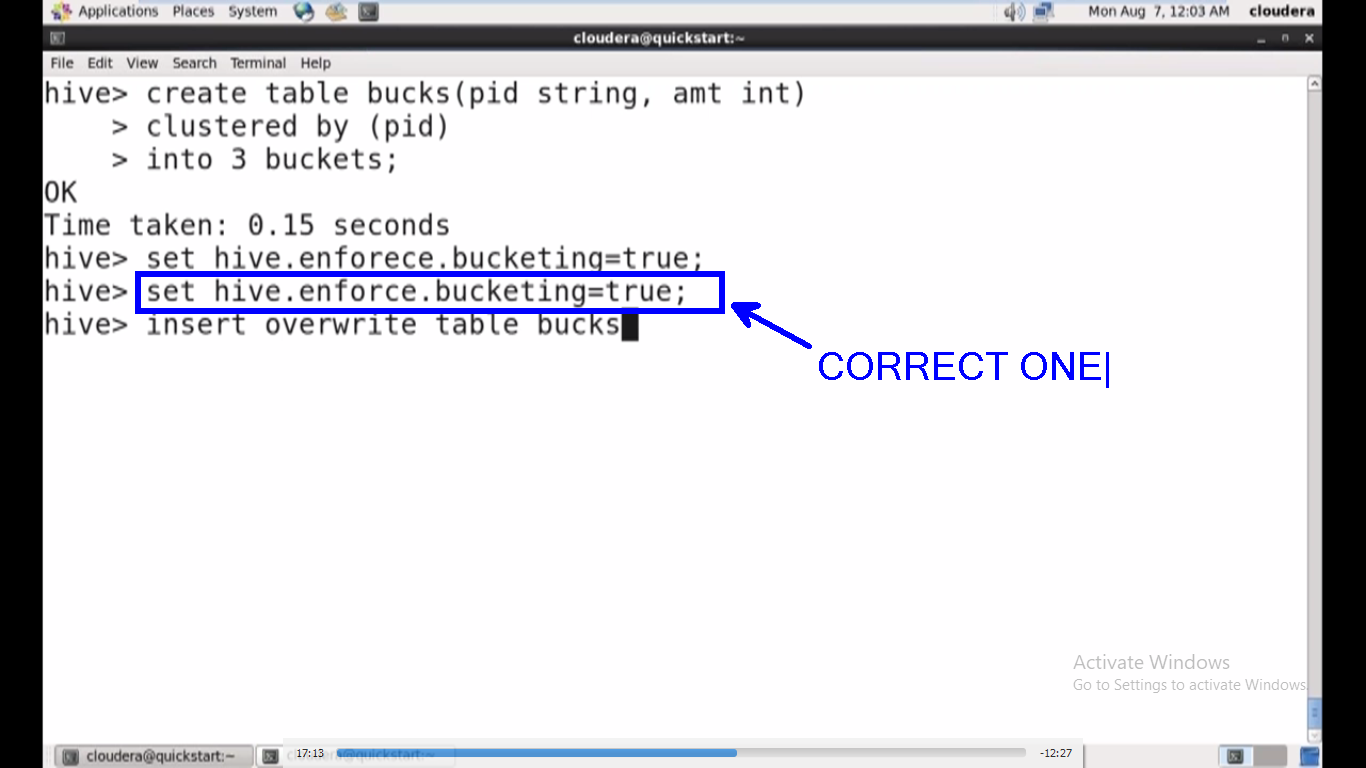 Applications Places System Mon Aug 7, 12:03 AM cloudera
cloudera@quickstart:~
File Edit View Search Terminal Help
hive> create table bucks(pid string, amt int)
> clustered by (pid)
> into 3 buckets;
OK
Time taken: 0.15 seconds
hive> set hive.enforece.bucketing=true;
hive> set hive.enforce.bucketing=true;
hive> insert overwrite table bucks
CORRECT ONE
Activate Windows
Go to Settings to activate Windows.
cloudera@quickstart:~ cloudera@quickstart:~
17:13 -12:27